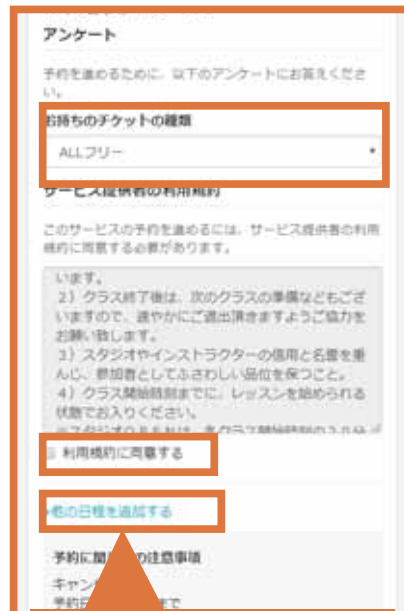 アンケート
予約を進めるために、以下のアンケートにお答えくださ
い。
お持ちのチケットの種類
ALLフリー
サービス提供者の利用規約
このサービスの予約を進めるには、サービス提供者の利用
規約に同意する必要があります。
います。
2）クラス終了後は、次のクラスの準備などもござ
いますので、速やかにご退出頂きますようご協力を
お願い致します。
3）スタジオやインストラクターの信用と名誉を重
んじ、参加者としてふさわしい品位を保つこと。
4）クラス開始時刻までに、レッスンを始められる
状態でお入りください。
利用規約に同意する
他の日程を追加する
予約に関 の注意事項
キャン
予約日 まで